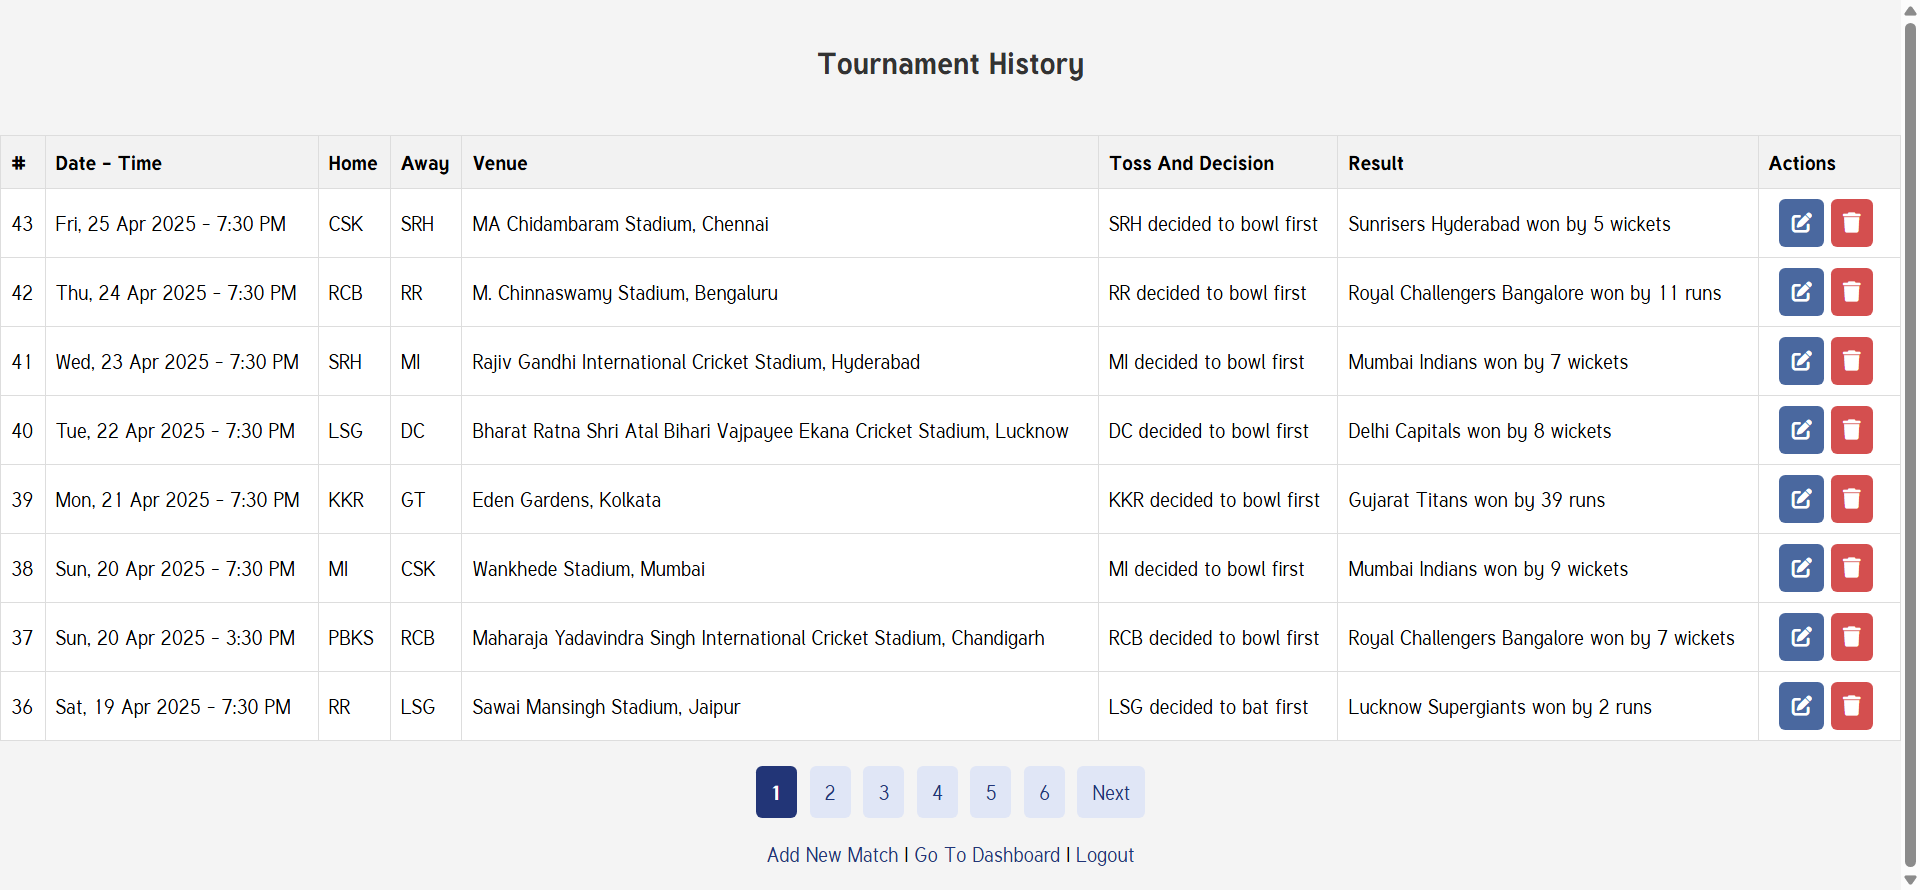 Tournament History
# Date - Time Home Away Venue Toss And Decision Result Actions
43 Fri, 25 Apr 2025 - 7:30 PM CSK SRH MA Chidambaram Stadium, Chennai SRH decided to bowl first Sunrisers Hyderabad won by 5 wickets
42 Thu, 24 Apr 2025 - 7:30 PM RCB RR M. Chinnaswamy Stadium, Bengaluru RR decided to bowl first Royal Challengers Bangalore won by 11 runs
41 Wed, 23 Apr 2025 - 7:30 PM SRH MI Rajiv Gandhi International Cricket Stadium, Hyderabad MI decided to bowl first Mumbai Indians won by 7 wickets
40 Tue, 22 Apr 2025 - 7:30 PM LSG DC Bharat Ratna Shri Atal Bihari Vajpayee Ekana Cricket Stadium, Lucknow DC decided to bowl first Delhi Capitals won by 8 wickets
39 Mon, 21 Apr 2025 - 7:30 PM KKR GT Eden Gardens, Kolkata KKR decided to bowl first Gujarat Titans won by 39 runs
38 Sun, 20 Apr 2025 - 7:30 PM MI CSK Wankhede Stadium, Mumbai MI decided to bowl first Mumbai Indians won by 9 wickets
37 Sun, 20 Apr 2025 - 3:30 PM PBKS RCB Maharaja Yadavindra Singh International Cricket Stadium, Chandigarh RCB decided to bowl first Royal Challengers Bangalore won by 7 wickets
36 Sat, 19 Apr 2025 - 7:30 PM RR LSG Sawai Mansingh Stadium, Jaipur LSG decided to bat first Lucknow Supergiants won by 2 runs
1 2 3 4 5 6 Next
Add New Match | Go To Dashboard | Logout